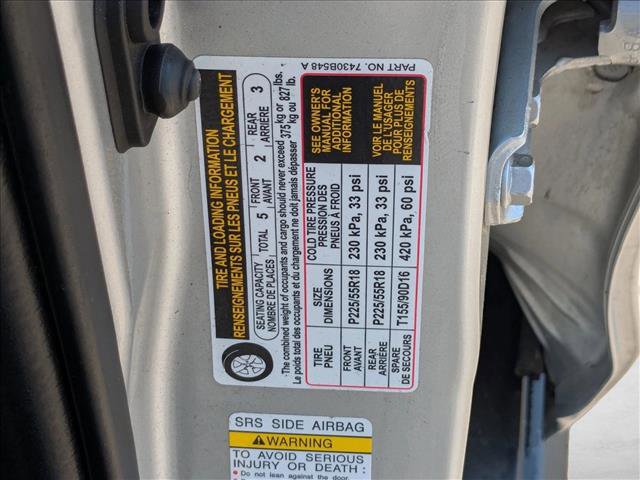 TIRE AND LOADING INFORMATION
RENSEIGNEMENTS SUR LES PNEUS ET LE CHARGEMENT
SEATING CAPACITY
NOMBRE DE PLACES
TOTAL 5
FRONT
AVANT 2
REAR
ARRIÈRE 3
The combined weight of occupants and cargo should never exceed 375 kg or 827 lbs.
Le poids total des occupants et du chargement ne doit jamais dépasser 375 kg ou 827 lb.
TIRE
PNEU
SIZE
DIMENSIONS
COLD TIRE PRESSURE
PRESSION DES
PNEUS À FROID
SEE OWNER'S
MANUAL FOR
ADDITIONAL
INFORMATION
FRONT
AVANT
P225/55R18
230 kPa, 33 psi
REAR
ARRIERE
P225/55R18
230 kPa, 33 psi
VOIR LE MANUEL
DE L'USAGER
POUR PLUS DE
RENSEIGNEMENTS
SPARE
DE SECOURS
T155/90D16
420 kPa, 60 psi
PART NO. 7430B548 A
SRS SIDE AIRBAG
WARNING
TO AVOID SERIOUS
INJURY OR DEATH :
Do not lean against the door.